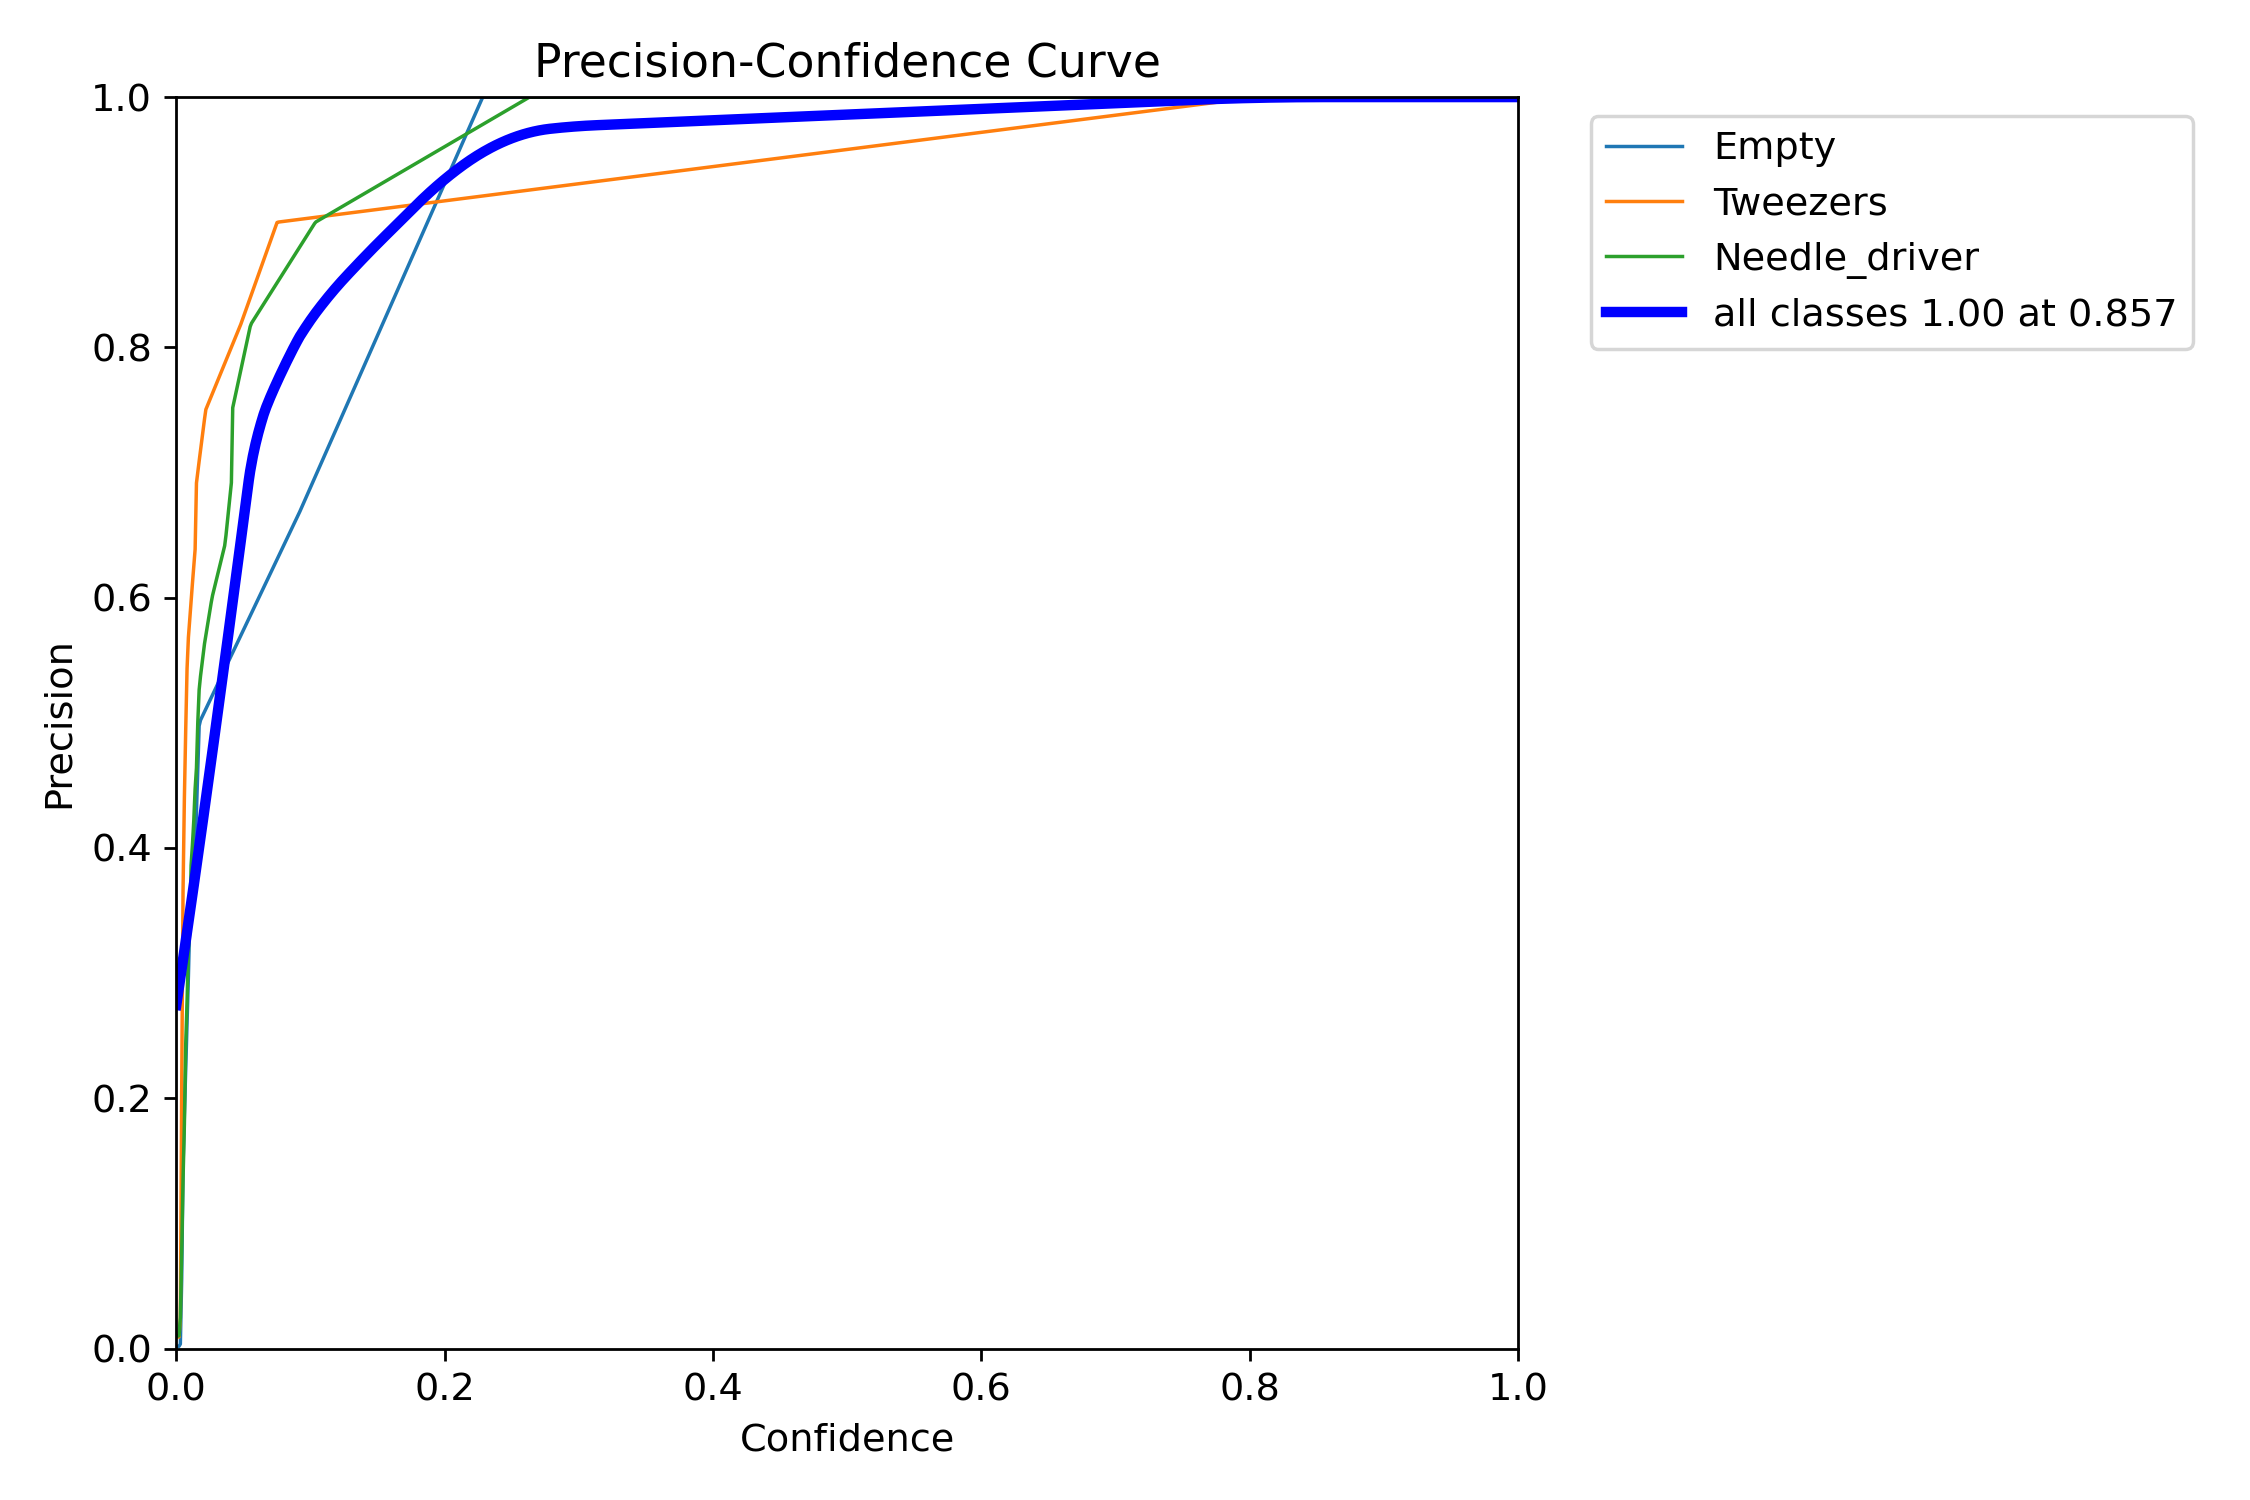 Precision-Confidence Curve
1.0
0.8
0.6
0.4
0.2
0.0
Precision
0.0 0.2 0.4 0.6 0.8 1.0
Confidence
Empty
Tweezers
Needle_driver
all classes 1.00 at 0.857